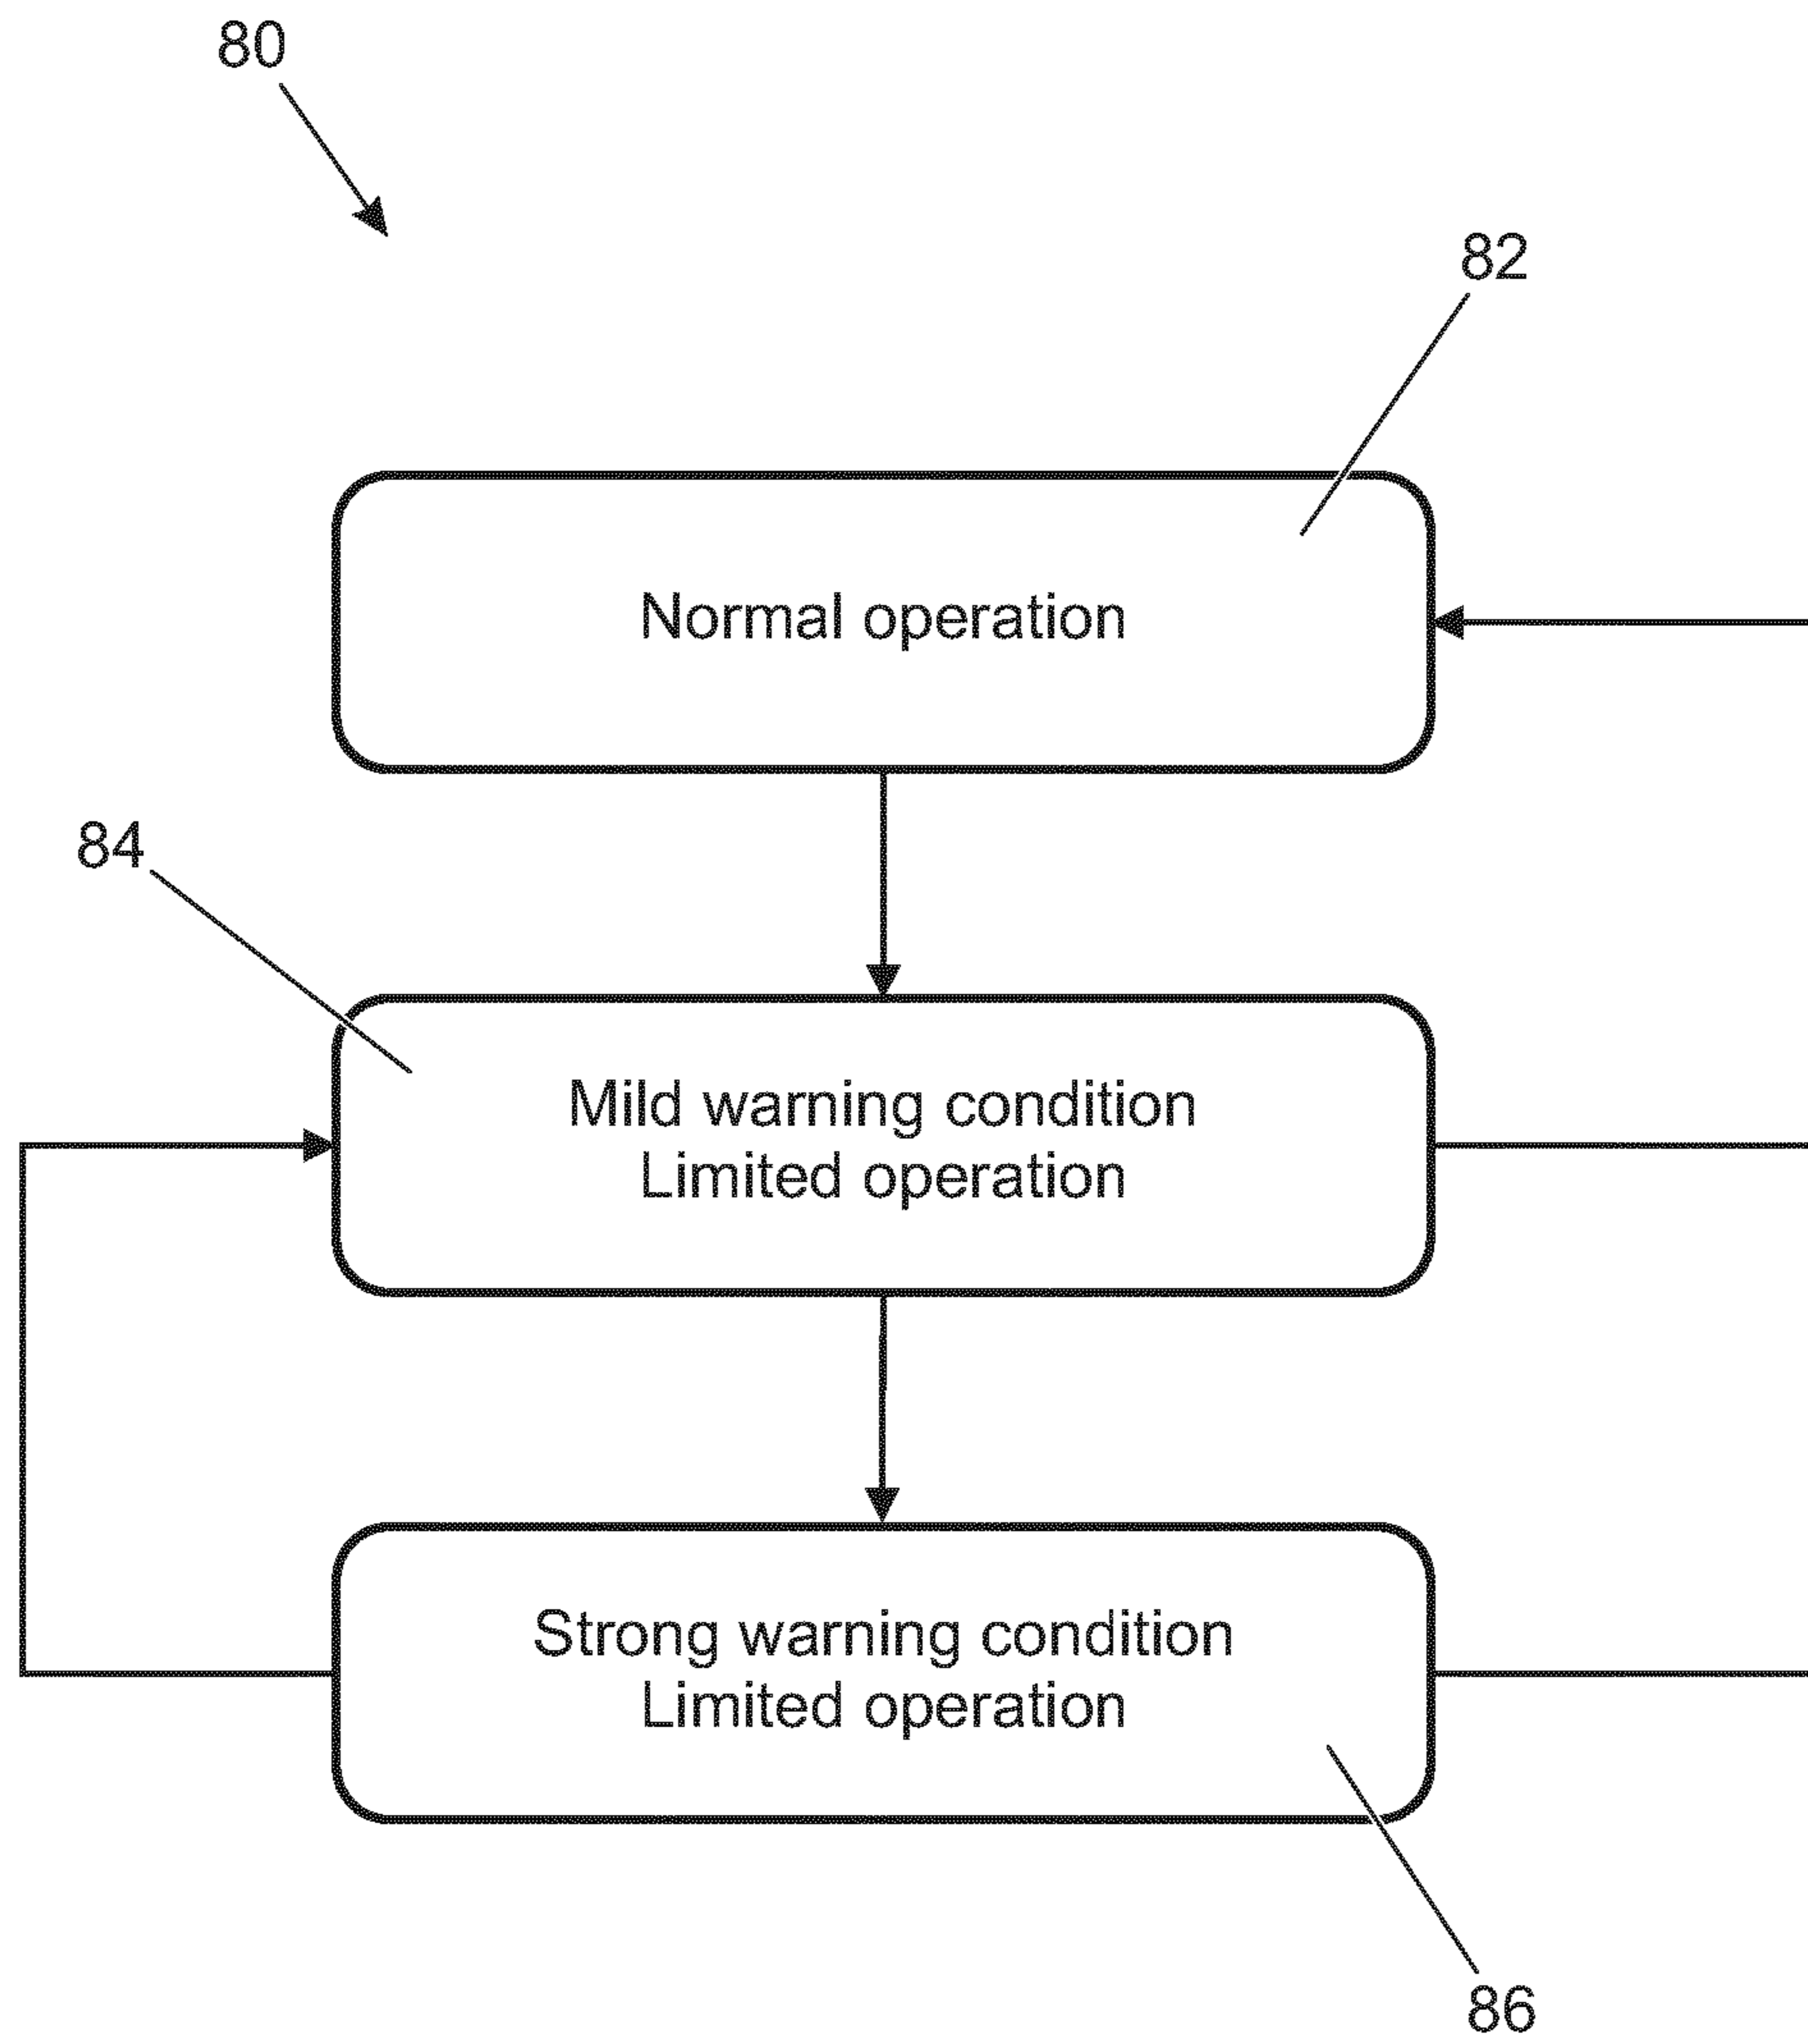 80
82
Normal operation
84
Mild warning condition
Limited operation
Strong warning condition
Limited operation
86